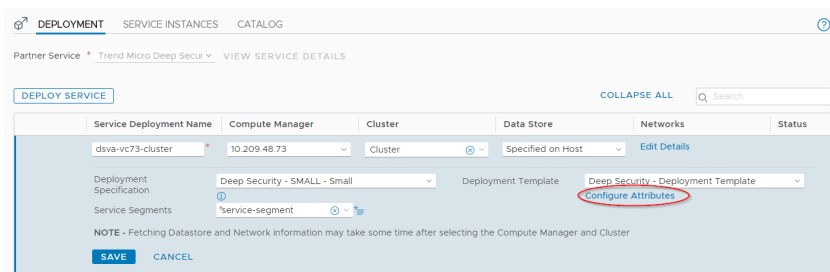 DEPLOYMENT SERVICE INSTANCES CATALOG
Partner Service * Trend Micro Deep Secur VIEW SERVICE DETAILS
DEPLOY SERVICE COLLAPSE ALL Search
Service Deployment Name Compute Manager Cluster Data Store Networks Status
dsva-vc73-cluster * 10.209.48.73 Cluster Specified on Host Edit Details
Deployment Specification Deep Security - SMALL - Small Deployment Template Deep Security - Deployment Template
Configure Attributes
Service Segments *service-segment
NOTE - Fetching Datastore and Network information may take some time after selecting the Compute Manager and Cluster
SAVE CANCEL